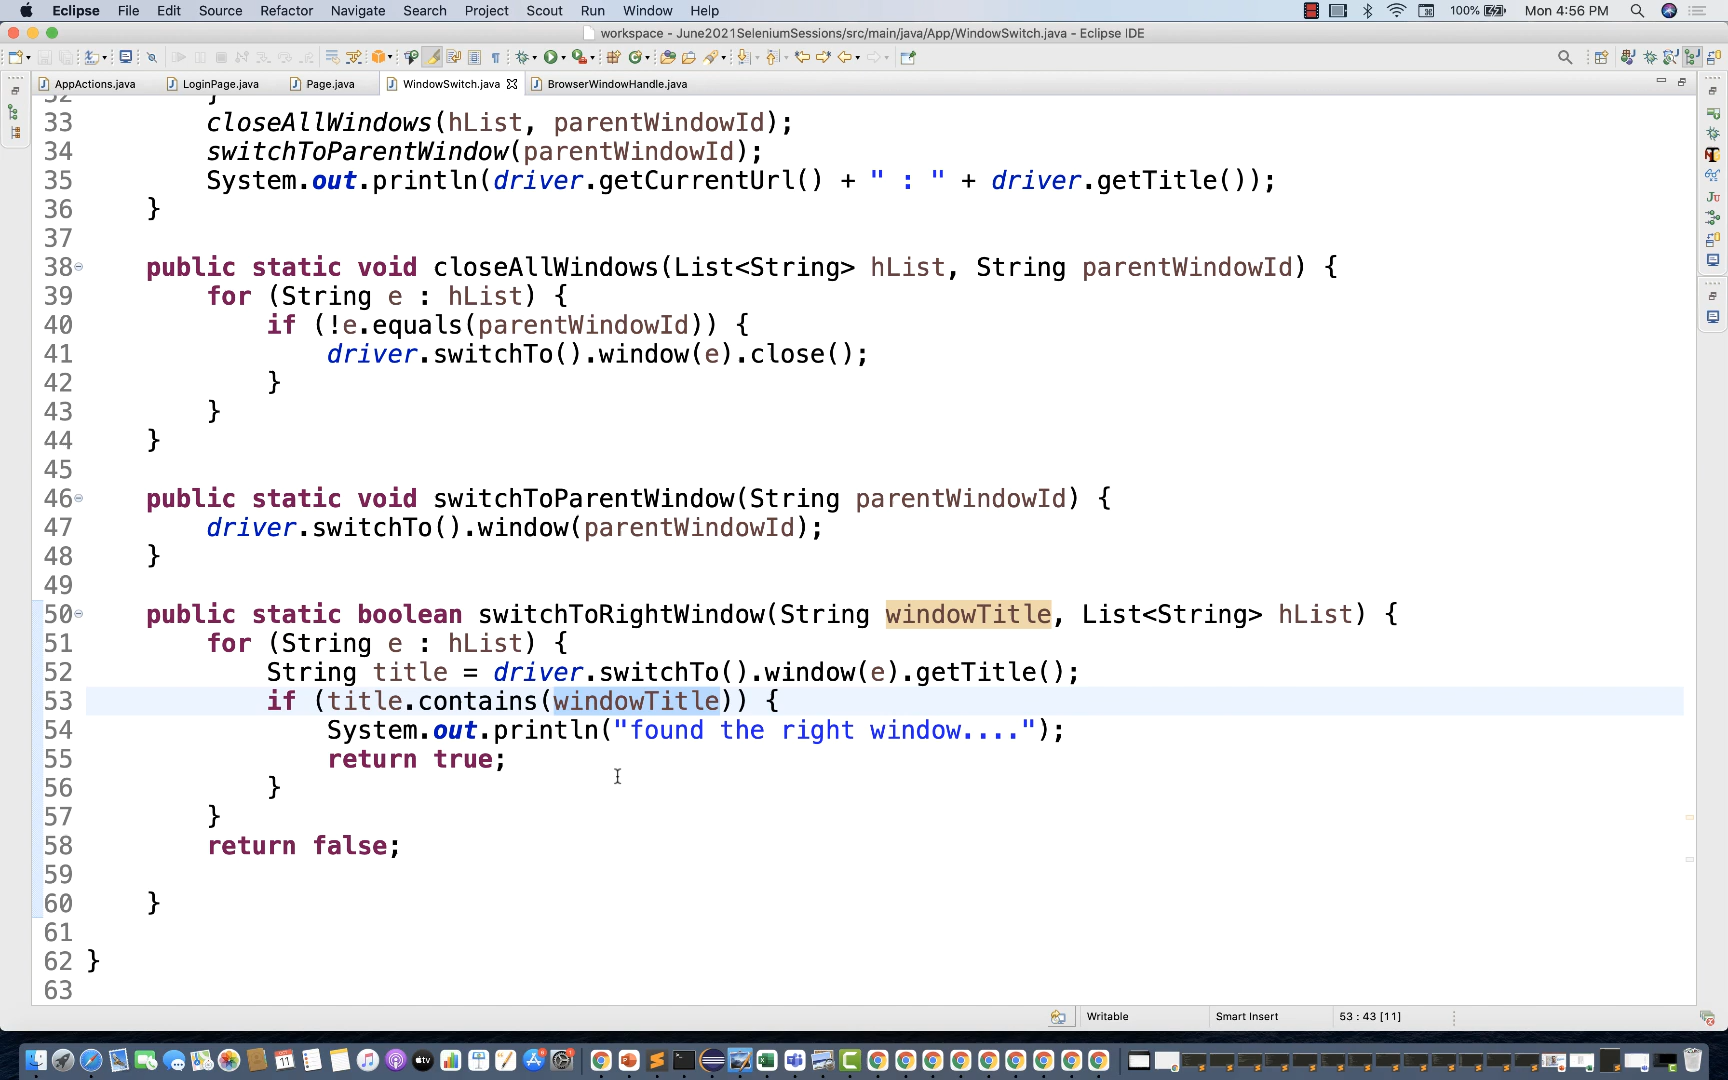 Eclipse File Edit Source Refactor Navigate Search Project Scout Run Window Help 100% Mon 4:56 PM
workspace - June2021SeleniumSessions/src/main/java/App/WindowSwitch.java - Eclipse IDE
AppActions.java LoginPage.java Page.java WindowSwitch.java BrowserWindowHandle.java
32 }
33 closeAllWindows(hList, parentWindowId);
34 switchToParentWindow(parentWindowId);
35 System.out.println(driver.getCurrentUrl() + " : " + driver.getTitle());
36 }
37
38 public static void closeAllWindows(List<String> hList, String parentWindowId) {
39 for (String e : hList) {
40 if (!e.equals(parentWindowId)) {
41 driver.switchTo().window(e).close();
42 }
43 }
44 }
45
46 public static void switchToParentWindow(String parentWindowId) {
47 driver.switchTo().window(parentWindowId);
48 }
49
50 public static boolean switchToRightWindow(String windowTitle, List<String> hList) {
51 for (String e : hList) {
52 String title = driver.switchTo().window(e).getTitle();
53 if (title.contains(windowTitle)) {
54 System.out.println("found the right window....");
55 return true;
56 }
57 }
58 return false;
59
60 }
61
62 }
63
Writable Smart Insert 53 : 43 [11]